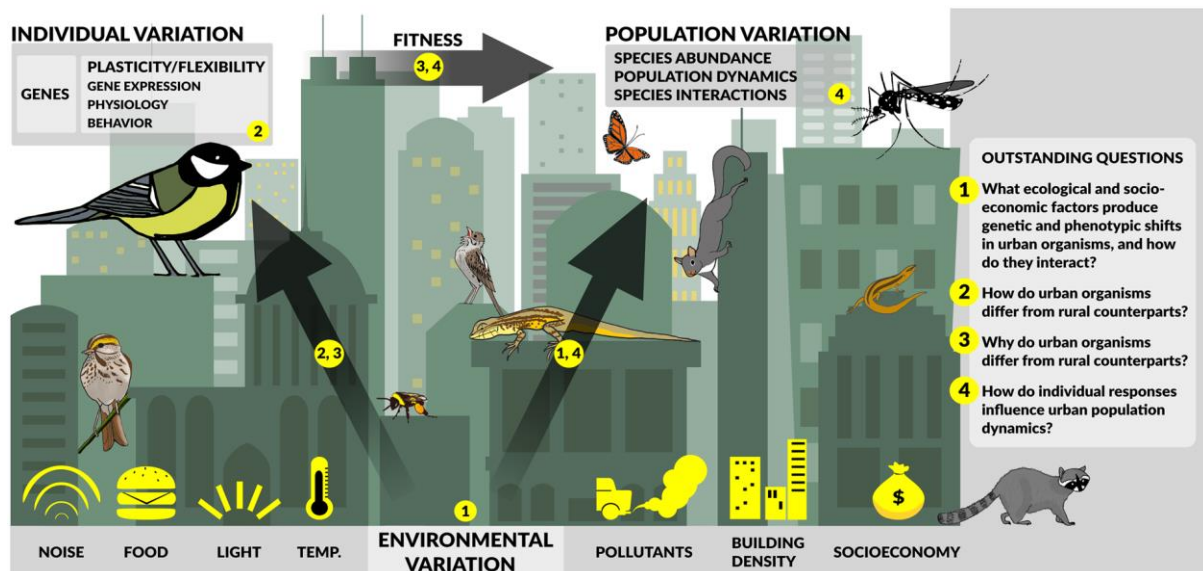 INDIVIDUAL VARIATION
GENES
PLASTICITY/FLEXIBILITY
GENE EXPRESSION
PHYSIOLOGY
BEHAVIOR
2
FITNESS
3, 4
POPULATION VARIATION
SPECIES ABUNDANCE
POPULATION DYNAMICS
SPECIES INTERACTIONS
4
2, 3
1, 4
OUTSTANDING QUESTIONS
1
What ecological and socio-
economic factors produce
genetic and phenotypic shifts
in urban organisms, and how
do they interact?
2
How do urban organisms
differ from rural counterparts?
3
Why do urban organisms
differ from rural counterparts?
4
How do individual responses
influence urban population
dynamics?
$
1
NOISE
FOOD
LIGHT
TEMP.
ENVIRONMENTAL
VARIATION
POLLUTANTS
BUILDING
DENSITY
SOCIOECONOMY